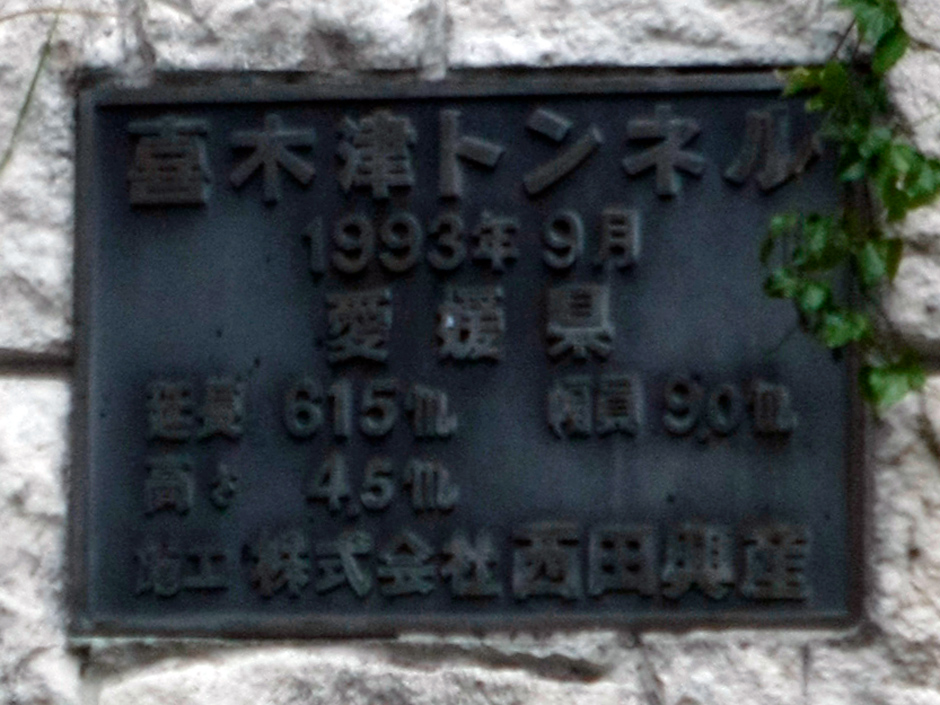 喜木津トンネル
1993年 9月
愛媛県
延長 615m 幅員 9.0m
高さ 4.5m
施工 株式会社西田興産